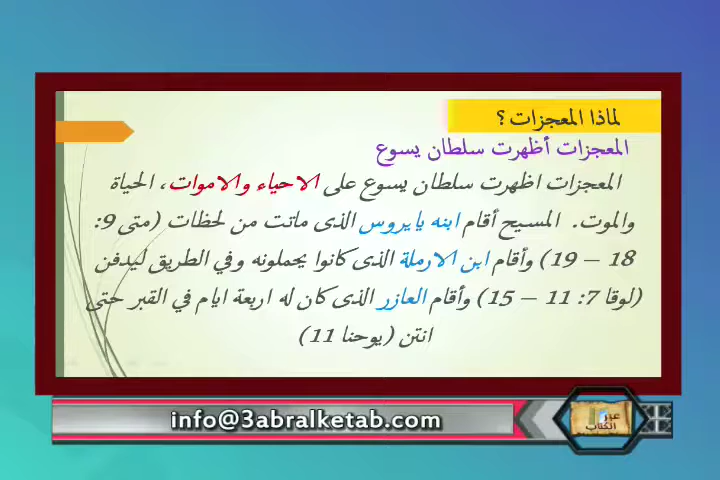 لماذا المعجزات ؟
المعجزات أظهرت سلطان يسوع
المعجزات اظهرت سلطان يسوع على الاحياء والاموات ، الحياة
والموت. المسيح أقام ابنه يايروس الذى ماتت من لحظات (متى 9:
18 – 19) وأقام ابن الارملة الذى كانوا يحملونه وفي الطريق ليدفن
(لوقا 7: 11 – 15) وأقام العازر الذى كان له اربعة ايام في القبر حتى
انتن (يوحنا 11)
info@3abralketab.com
عبر
الكتاب